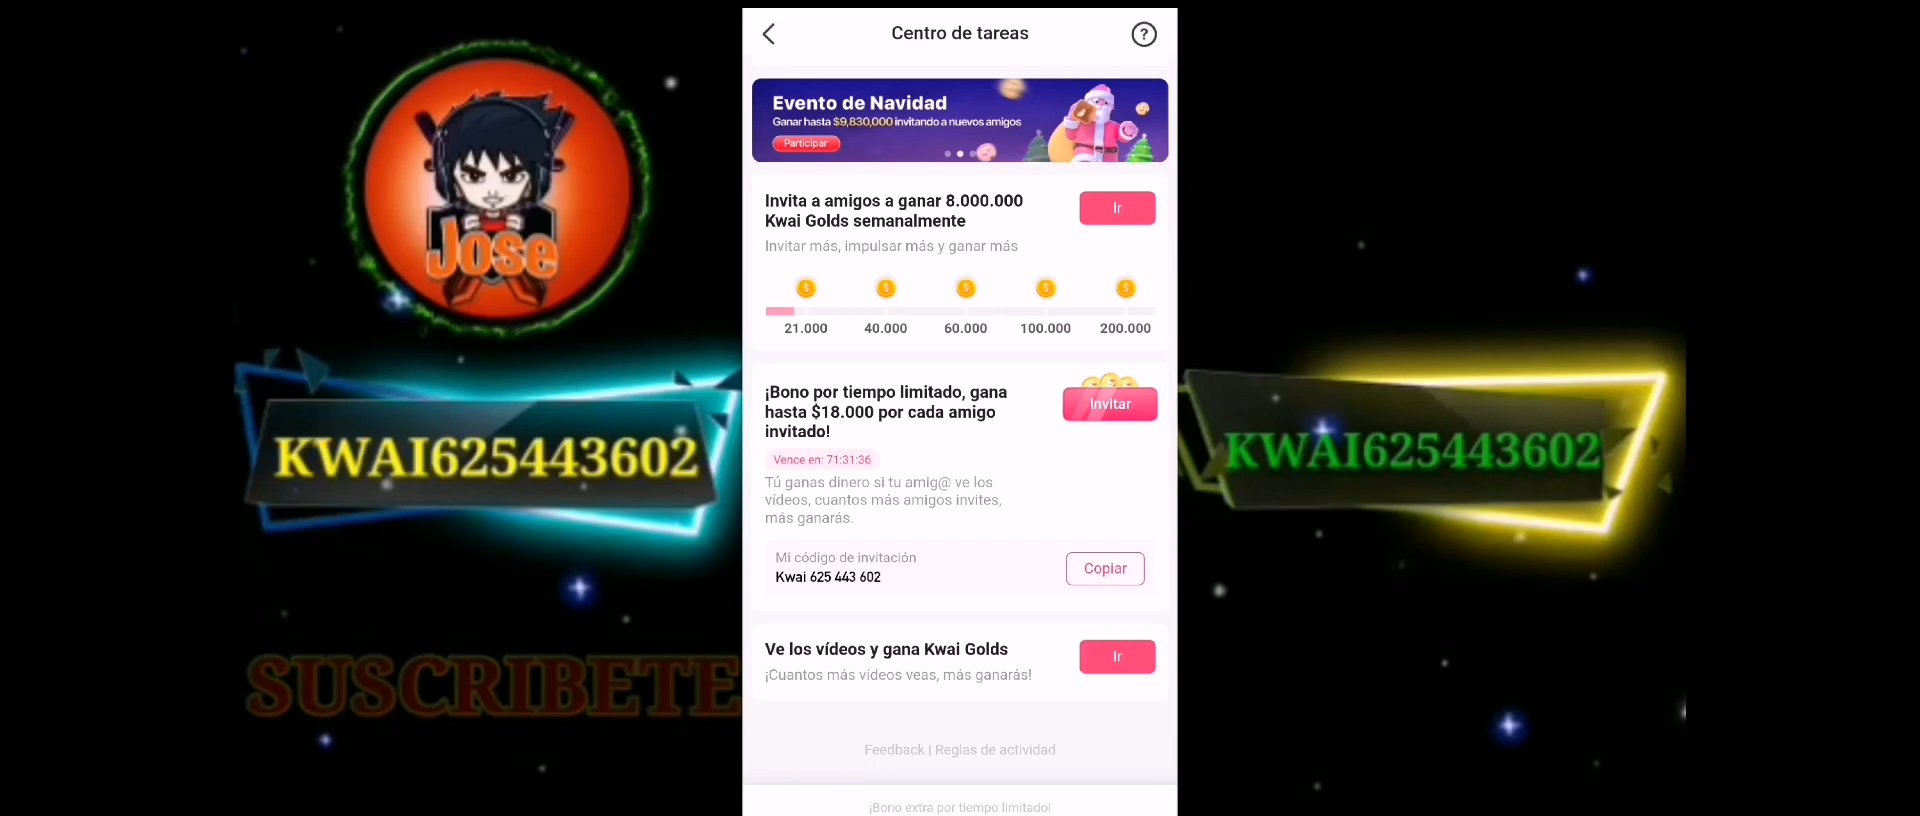 Jose
KWAI625443602
SUSCRIBETE
Centro de tareas
?
Evento de Navidad
Ganar hasta $9,830,000 invitando a nuevos amigos
Participar
Invita a amigos a ganar 8.000.000
Kwai Golds semanalmente
Ir
Invitar más, impulsar más y ganar más
$ $ $ $ $
21.000 40.000 60.000 100.000 200.000
¡Bono por tiempo limitado, gana
hasta $18.000 por cada amigo
invitado!
Invitar
Vence en: 71:31:36
Tú ganas dinero si tu amig@ ve los
vídeos, cuantos más amigos invites,
más ganarás.
Mi código de invitación
Kwai 625 443 602
Copiar
Ve los vídeos y gana Kwai Golds
Ir
¡Cuantos más vídeos veas, más ganarás!
Feedback | Reglas de actividad
¡Bono extra por tiempo limitado!
KWAI625443602